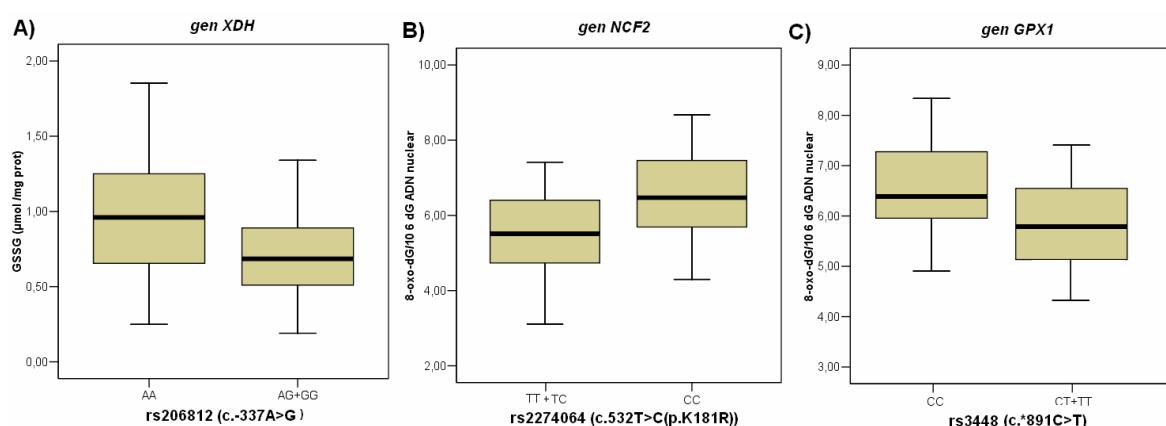 A)
gen XDH
GSSG (µmol /mg prot)
2,00
1,50
1,00
0,50
0,00
AA
AG+GG
rs206812 (c.-337A>G )
B)
gen NCF2
8-oxo-dG/10 6 dG ADN nuclear
10,00
8,00
6,00
4,00
2,00
TT +TC
CC
rs2274064 (c.532T>C(p.K181R))
C)
gen GPX1
8-oxo-dG/10 6 dG ADN nuclear
9,00
8,00
7,00
6,00
5,00
4,00
3,00
CC
CT+TT
rs3448 (c.*891C>T)